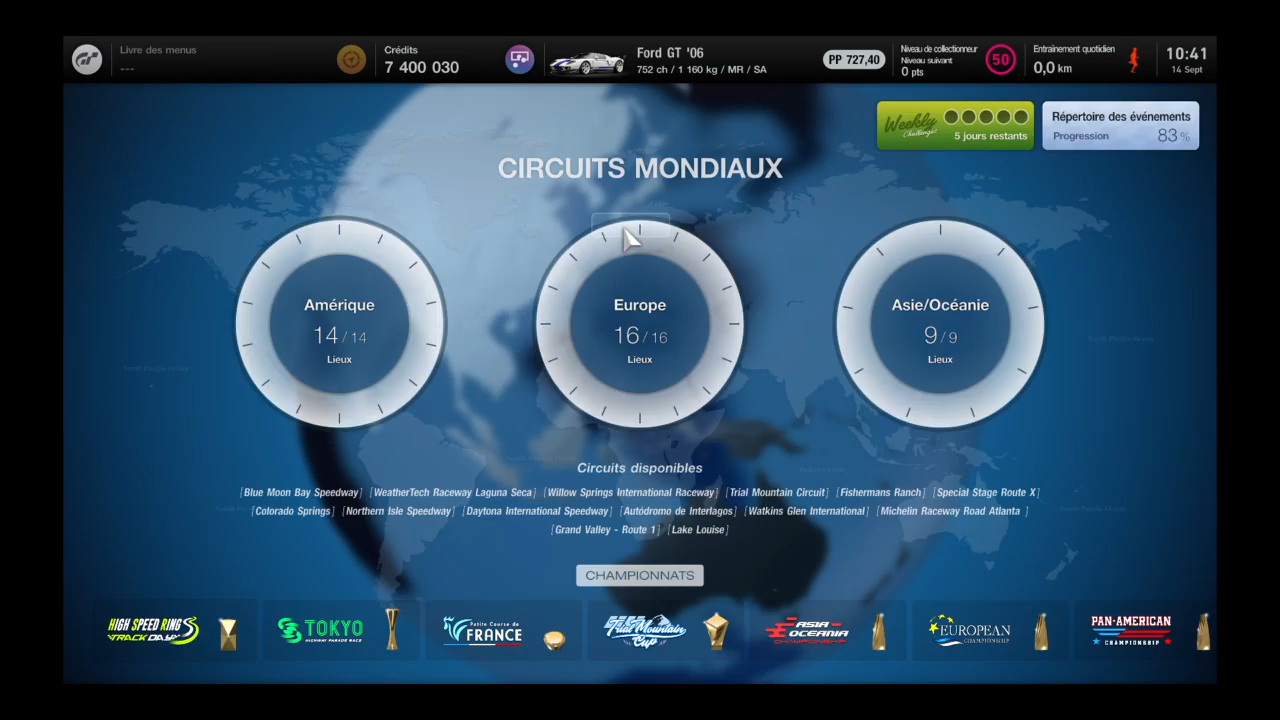 Livre des menus
---
Crédits
7 400 030
Ford GT '06
752 ch / 1 160 kg / MR / SA
PP 727,40
Niveau de collectionneur
Niveau suivant
0 pts
50
Entrainement quotidien
0,0 km
10:41
14 Sept
Weekly
Challenges
5 jours restants
Répertoire des événements
Progression
83 %
CIRCUITS MONDIAUX
Amérique
14 / 14
Lieux
Europe
16 / 16
Lieux
Asie/Océanie
9 / 9
Lieux
Circuits disponibles
[Blue Moon Bay Speedway] [WeatherTech Raceway Laguna Seca] [Willow Springs International Raceway] [Trial Mountain Circuit] [Fishermans Ranch] [Special Stage Route X]
[Colorado Springs] [Northern Isle Speedway] [Daytona International Speedway] [Autódromo de Interlagos] [Watkins Glen International] [Michelin Raceway Road Atlanta ]
[Grand Valley - Route 1] [Lake Louise]
CHAMPIONNATS
HIGH SPEED RING
TRACK DAY
TOKYO
HIGHWAY PARADE RACE
Petite Course de
FRANCE
Trial Mountain
Cup
ASIA
OCEANIA
CHAMPIONSHIP
EUROPEAN
CHAMPIONSHIP
PAN-AMERICAN
CHAMPIONSHIP